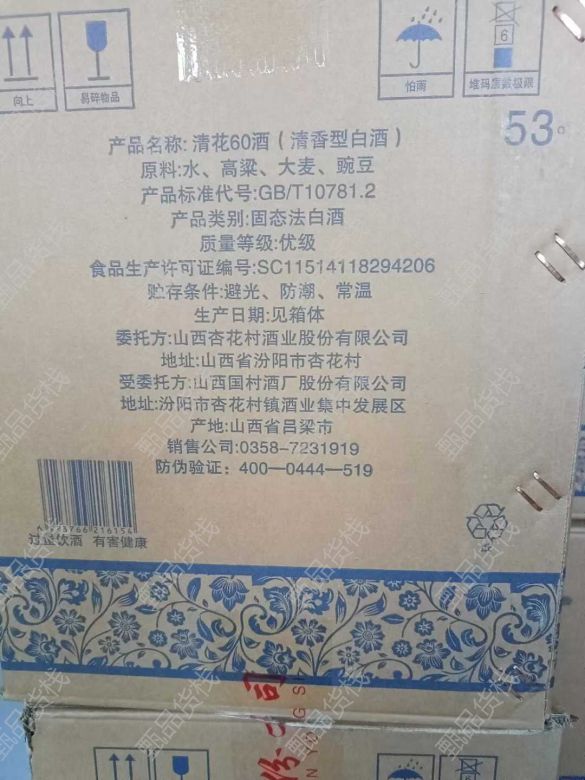 向上
易碎物品
怕雨
6
堆码层数极限
53°
产品名称: 清花60酒（清香型白酒）
原料:水、高粱、大麦、豌豆
产品标准代号:GB/T10781.2
产品类别:固态法白酒
质量等级:优级
食品生产许可证编号:SC11514118294206
贮存条件:避光、防潮、常温
生产日期:见箱体
委托方:山西杏花村酒业股份有限公司
地址:山西省汾阳市杏花村
受委托方:山西国村酒厂股份有限公司
地址:汾阳市杏花村镇酒业集中发展区
产地:山西省吕梁市
销售公司:0358-7231919
防伪验证：400—0444—519
过量饮酒 有害健康
司
甄品货栈